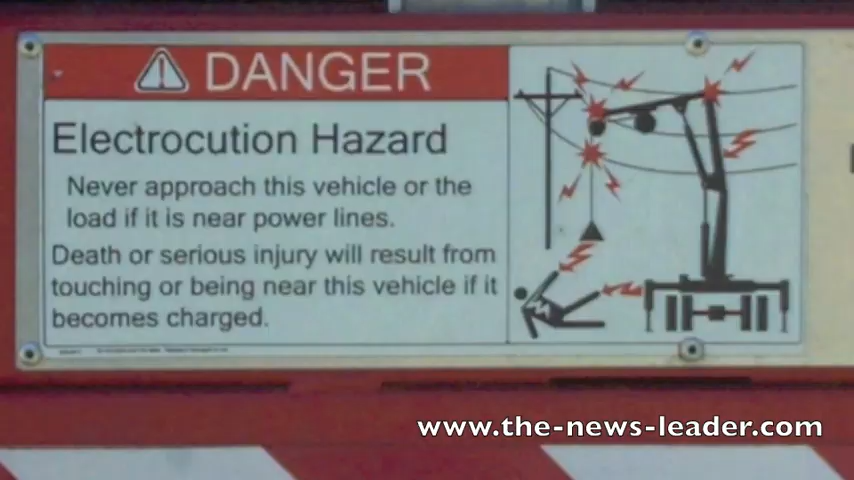 DANGER
Electrocution Hazard
Never approach this vehicle or the
load if it is near power lines.
Death or serious injury will result from
touching or being near this vehicle if it
becomes charged.
www.the-news-leader.com